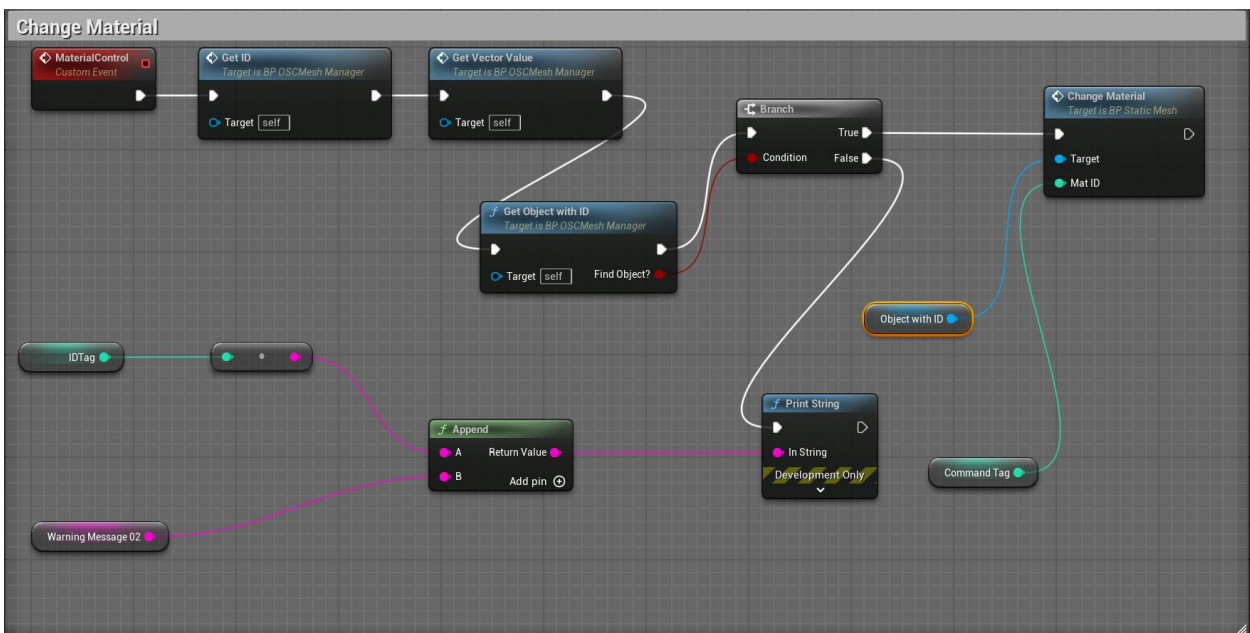 Change Material
MaterialControl
Custom Event
Get ID
Target is BP OSCMesh Manager
Target self
Get Vector Value
Target is BP OSCMesh Manager
Target self
Get Object with ID
Target is BP OSCMesh Manager
Target self
Find Object?
Branch
True
Condition
False
Change Material
Target is BP Static Mesh
Target
Mat ID
Object with ID
IDTag
Append
A
Return Value
B
Add pin
Print String
In String
Development Only
Command Tag
Warning Message 02